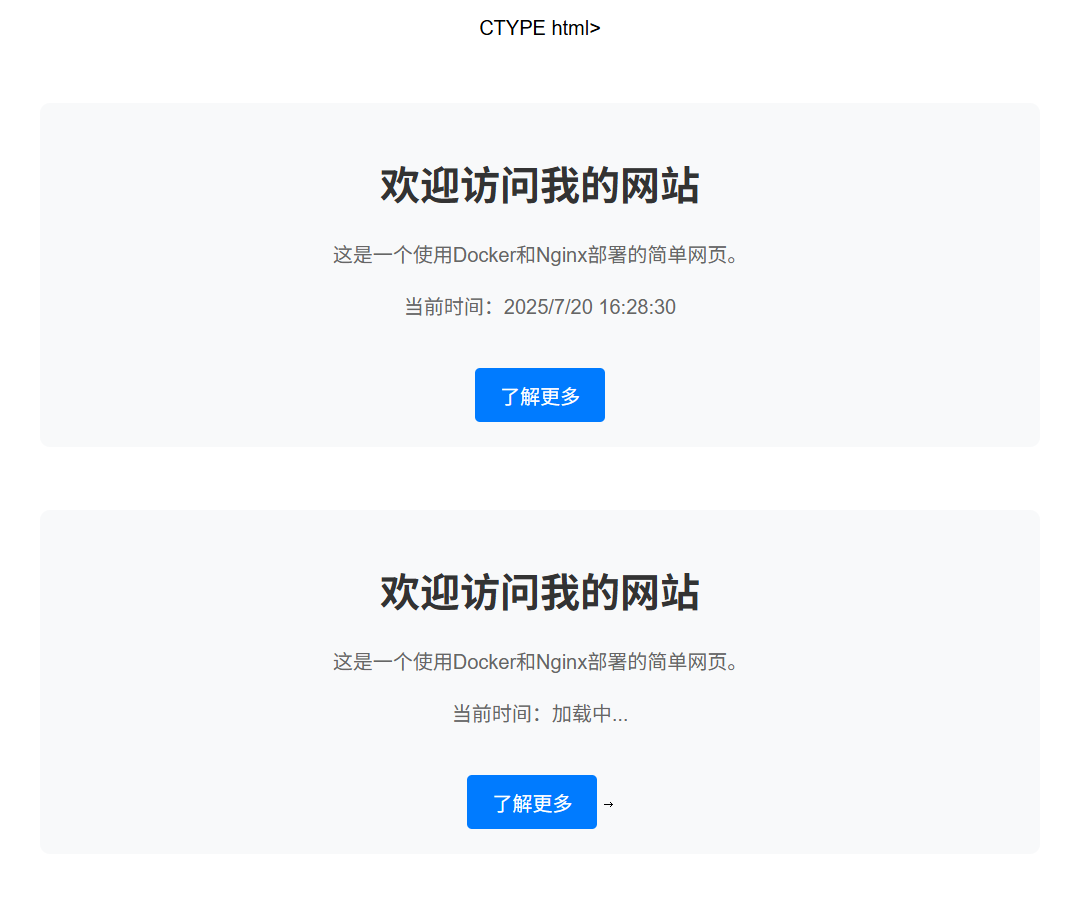 CTYPE html>
欢迎访问我的网站
这是一个使用Docker和Nginx部署的简单网页。
当前时间：2025/7/20 16:28:30
了解更多
欢迎访问我的网站
这是一个使用Docker和Nginx部署的简单网页。
当前时间：加载中...
了解更多 →